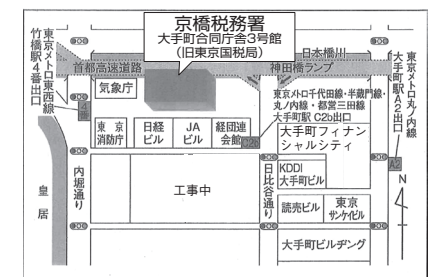 京橋税務署
大手町合同庁舎3号館
(旧東京国税局)
東京メトロ東西線
竹橋駅4番出口
首都高速道路
日本橋川
神田橋ランプ
東京メトロ丸ノ内線
大手町駅A2出口
気象庁
4番
東京メトロ千代田線・半蔵門線・
丸ノ内線・都営三田線
大手町駅 C2b出口
東京
消防庁
日経
ビル
JA
ビル
経団連
会館
C2b
大手町フィナン
シャルシティ
A2
皇居
内堀通り
工事中
日比谷通り
KDDI
大手町ビル
読売ビル
東京
サンケイビル
N
大手町ビルヂング